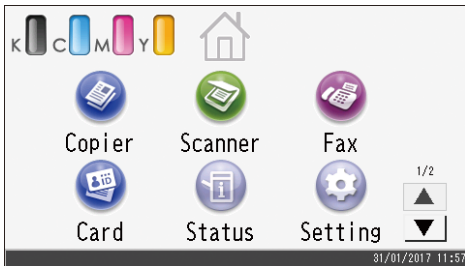 K C M Y
Copier Scanner Fax
1/2
Card Status Setting
31/01/2017 11:57